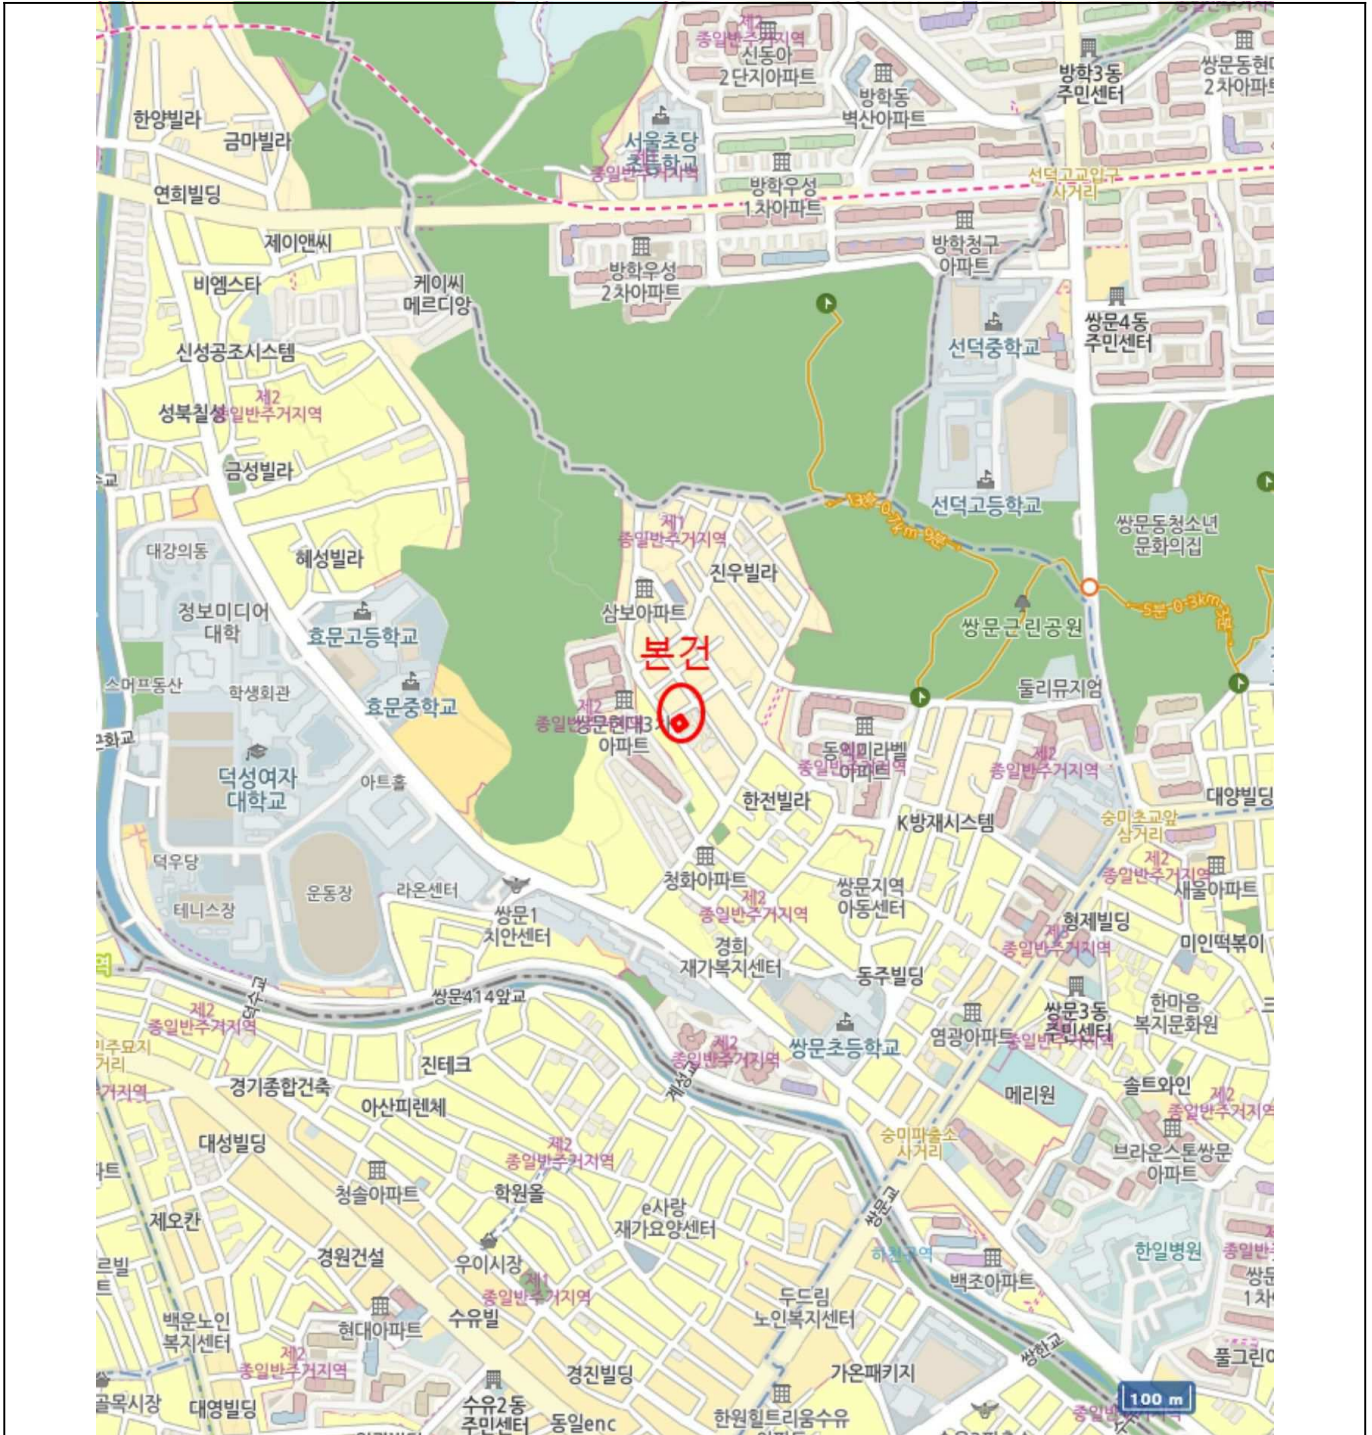 제2
종일반주거지역
신동아
2단지아파트
방학동
벽산아파트
방학3동
주민센터
한양빌라
금마빌라
서울초당
초등학교
종일반주거지역
방학우성
1차아파트
선덕고교입구
사거리
연희빌딩
제이앤씨
방학우성
2차아파트
방학청구
아파트
비엠스타
케이씨
메르디앙
쌍문4동
주민센터
선덕중학교
신성공조시스템
제2
종일반주거지역
성북칠성
금성빌라
선덕고등학교
쌍문동청소년
문화의집
제1
종일반주거지역
대강의동
혜성빌라
진우빌라
정보미디어
대학
효문고등학교
삼보아파트
쌍문근린공원
본건
스머프동산
학생회관
효문중학교
둘리뮤지엄
제2
종일반주거지역
아파트
제2
종일반주거지역
덕성여자
대학교
아트홀
한전빌라
K방재시스템
대양빌딩
숭미초교앞
삼거리
덕우당
운동장
라온센터
청화아파트
쌍문지역
아동센터
제2
종일반주거지역
새울아파트
테니스장
쌍문1
치안센터
제2
종일반주거지역
형제빌딩
종일반주거지역
미인떡볶이
경희
재가복지센터
동주빌딩
쌍문414앞교
덕수교
제2
종일반주거지역
쌍문3동
주민센터
한마음
복지문화원
염광아파트
쌍문초등학교
제2
종일반주거지역
진테크
계성교
경기종합건축
아산피렌체
메리원
솔트와인
제2
종일반주거지역
대성빌딩
숭미파출소
사거리
브라운스톤쌍문
아파트
제2
종일반주거지역
청솔아파트
학원올
e사랑
재가요양센터
쌍문교
제오칸
경원건설
우이시장
한일병원
백조아파트
제1
종일반주거지역
두드림
노인복지센터
백운노인
복지센터
현대아파트
수유빌
쌍한교
제2
종일반주거지역
경진빌딩
가온패키지
골목시장
대영빌딩
수유2동
주민센터
동일enc
한원힐트리움수유
100 m